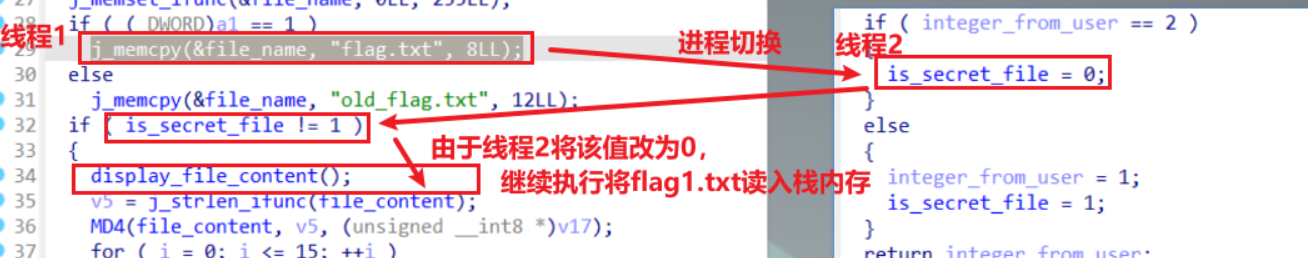 j_memset_ifunc(&file_name, 0LL, 255LL);
28 if ( (_DWORD)a1 == 1 )
线程1
29 j_memcpy(&file_name, "flag.txt", 8LL);
30 else
31 j_memcpy(&file_name, "old_flag.txt", 12LL);
32 if ( is_secret_file != 1 )
33 {
34 display_file_content();
35 v5 = j_strlen_ifunc(file_content);
36 MD4(file_content, v5, (unsigned __int8 *)v17);
37 for ( i = 0; i <= 15; ++i )
进程切换
由于线程2将该值改为0，
继续执行将flag1.txt读入栈内存
if ( integer_from_user == 2 )
线程2
{
is_secret_file = 0;
}
else
{
integer_from_user = 1;
is_secret_file = 1;
}
return integer_from_user;